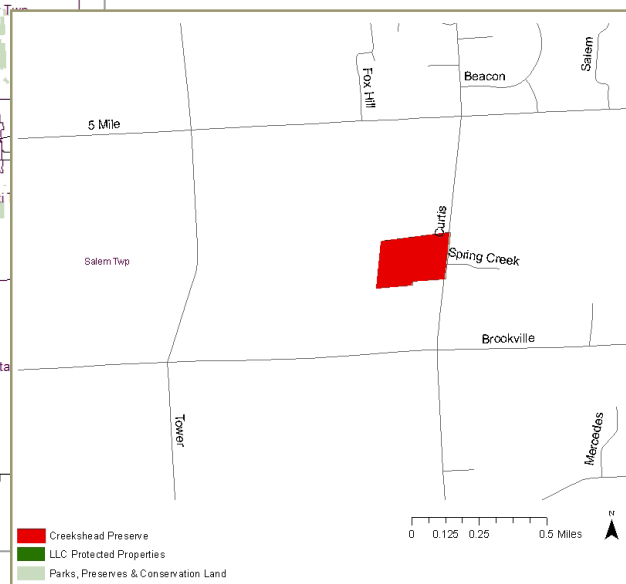 Twp
Fox Hill
Beacon
Salem
5 Mile
Curtis
Salem Twp
Spring Creek
Brookville
Tower
Mercedes
N
0 0.125 0.25 0.5 Miles
Creekshead Preserve
LLC Protected Properties
Parks, Preserves & Conservation Land